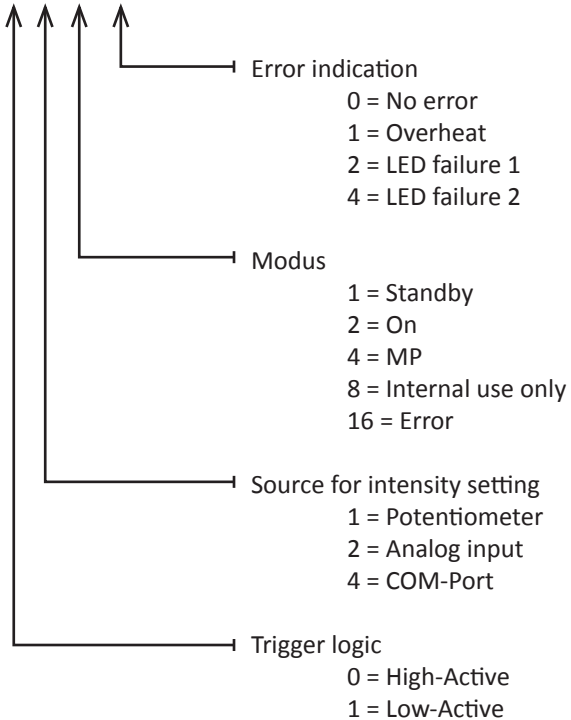 Error indication
0 = No error
1 = Overheat
2 = LED failure 1
4 = LED failure 2
Modus
1 = Standby
2 = On
4 = MP
8 = Internal use only
16 = Error
Source for intensity setting
1 = Potentiometer
2 = Analog input
4 = COM-Port
Trigger logic
0 = High-Active
1 = Low-Active